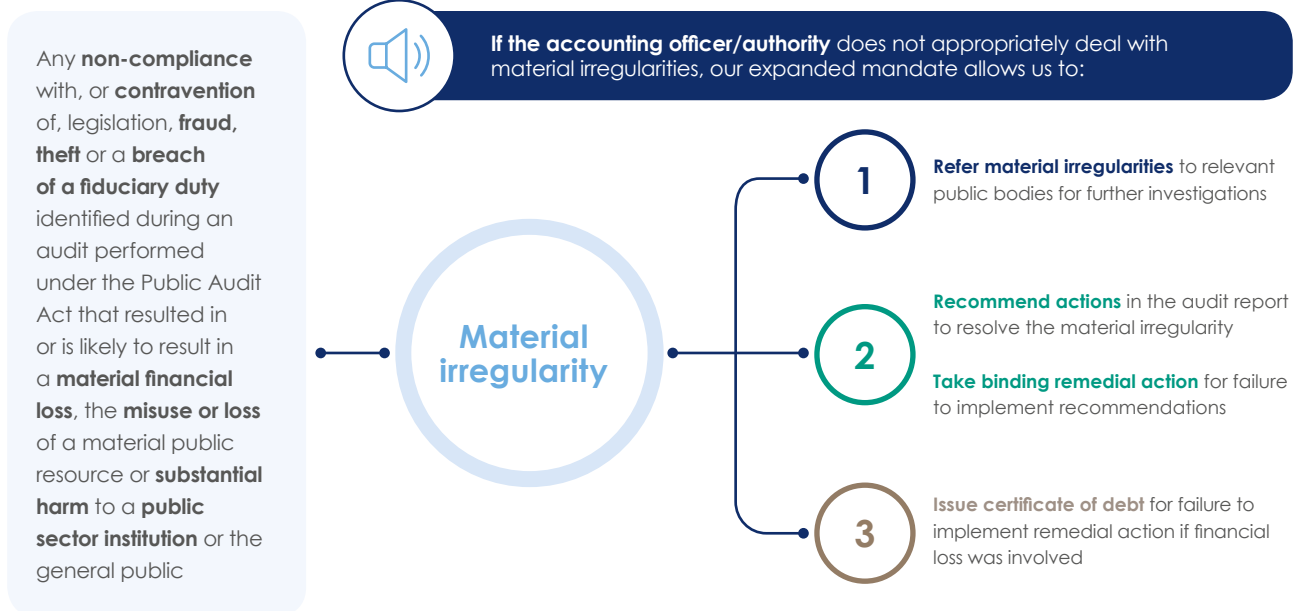 Any non-compliance
with, or contravention
of, legislation, fraud,
theft or a breach
of a fiduciary duty
identified during an
audit performed
under the Public Audit
Act that resulted in
or is likely to result in
a material financial
loss, the misuse or loss
of a material public
resource or substantial
harm to a public
sector institution or the
general public
If the accounting officer/authority does not appropriately deal with
material irregularities, our expanded mandate allows us to:
Material
irregularity
1
Refer material irregularities to relevant
public bodies for further investigations
2
Recommend actions in the audit report
to resolve the material irregularity
Take binding remedial action for failure
to implement recommendations
3
Issue certificate of debt for failure to
implement remedial action if financial
loss was involved